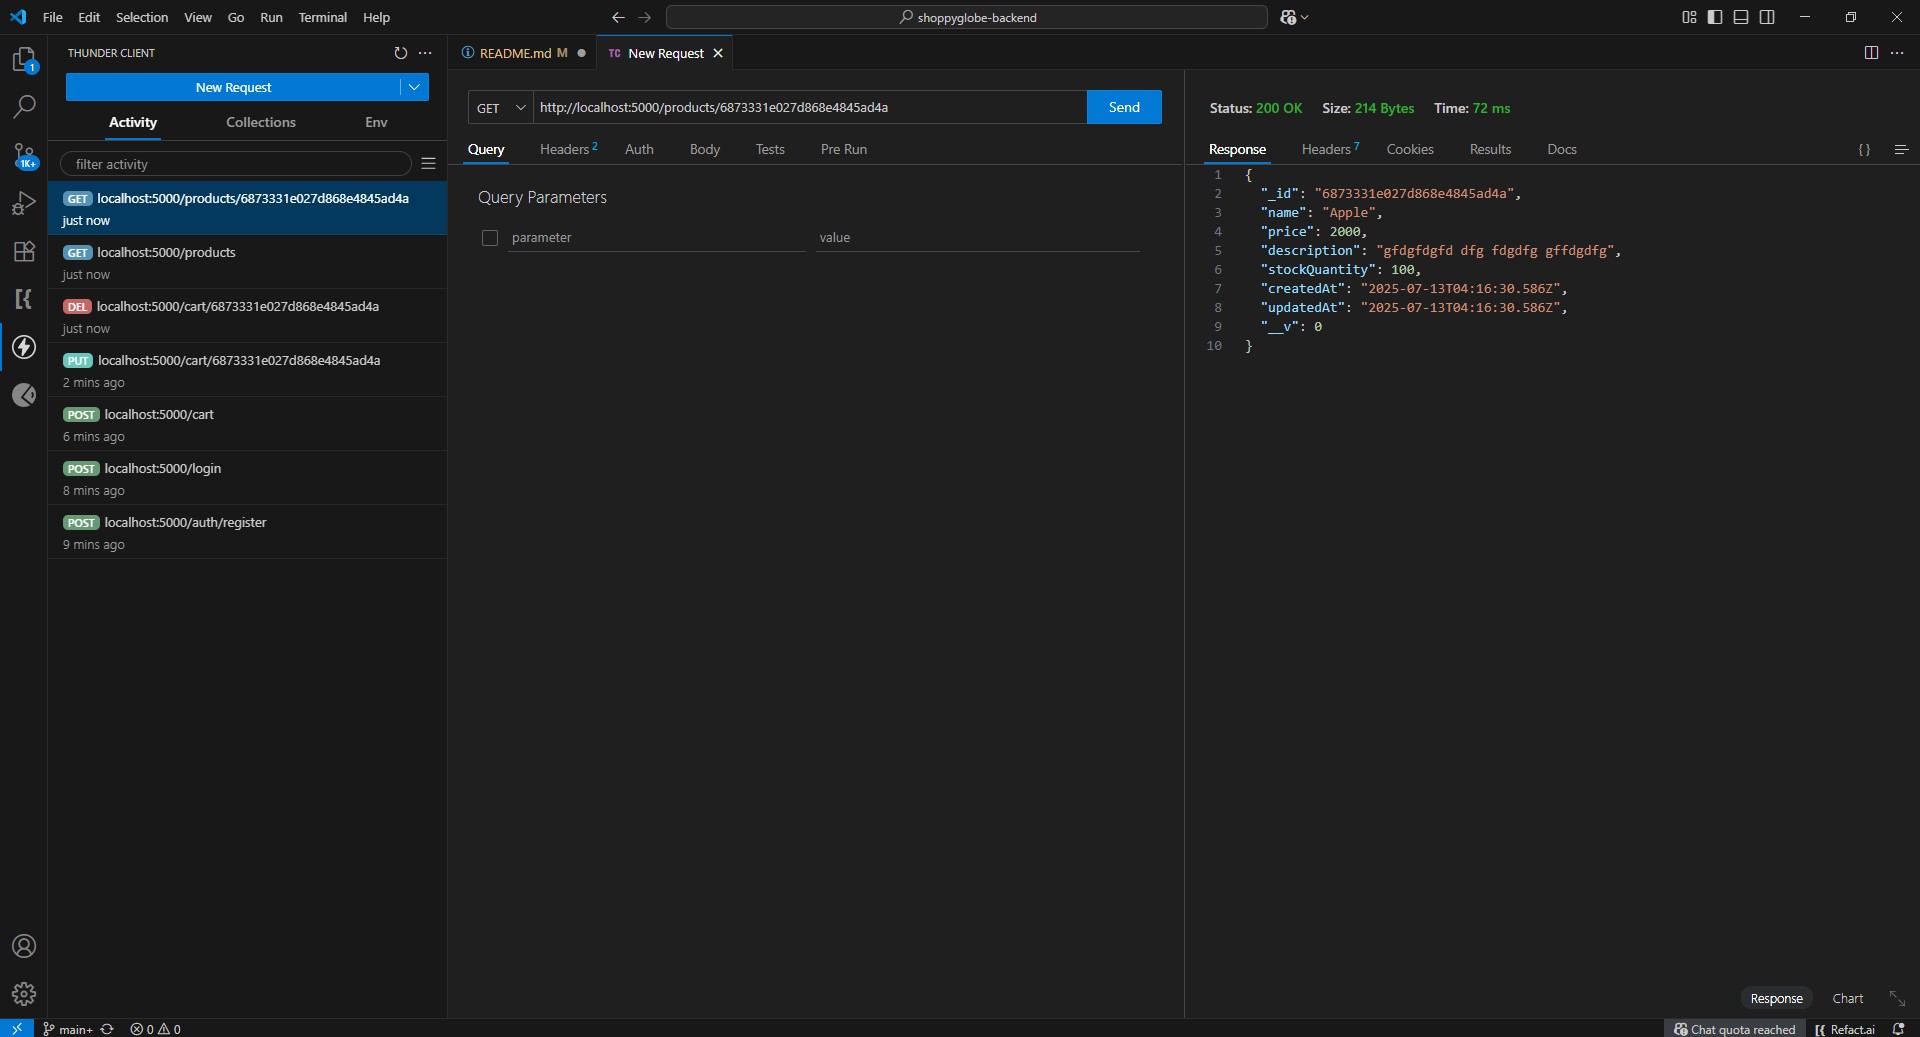 File Edit Selection View Go Run Terminal Help
shoppyglobe-backend
1
1K+
THUNDER CLIENT
New Request
Activity Collections Env
filter activity
GET localhost:5000/products/6873331e027d868e4845ad4a
just now
GET localhost:5000/products
just now
DEL localhost:5000/cart/6873331e027d868e4845ad4a
just now
PUT localhost:5000/cart/6873331e027d868e4845ad4a
2 mins ago
POST localhost:5000/cart
6 mins ago
POST localhost:5000/login
8 mins ago
POST localhost:5000/auth/register
9 mins ago
README.md M
TC New Request
GET http://localhost:5000/products/6873331e027d868e4845ad4a Send
Query Headers 2 Auth Body Tests Pre Run
Query Parameters
parameter value
Status: 200 OK Size: 214 Bytes Time: 72 ms
Response Headers 7 Cookies Results Docs { }
1 {
2 "_id": "6873331e027d868e4845ad4a",
3 "name": "Apple",
4 "price": 2000,
5 "description": "gfdgfdgfd dfg fdgdfg gffdgdfg",
6 "stockQuantity": 100,
7 "createdAt": "2025-07-13T04:16:30.586Z",
8 "updatedAt": "2025-07-13T04:16:30.586Z",
9 "__v": 0
10 }
Response Chart
main+ 0 0
Chat quota reached Refact.ai